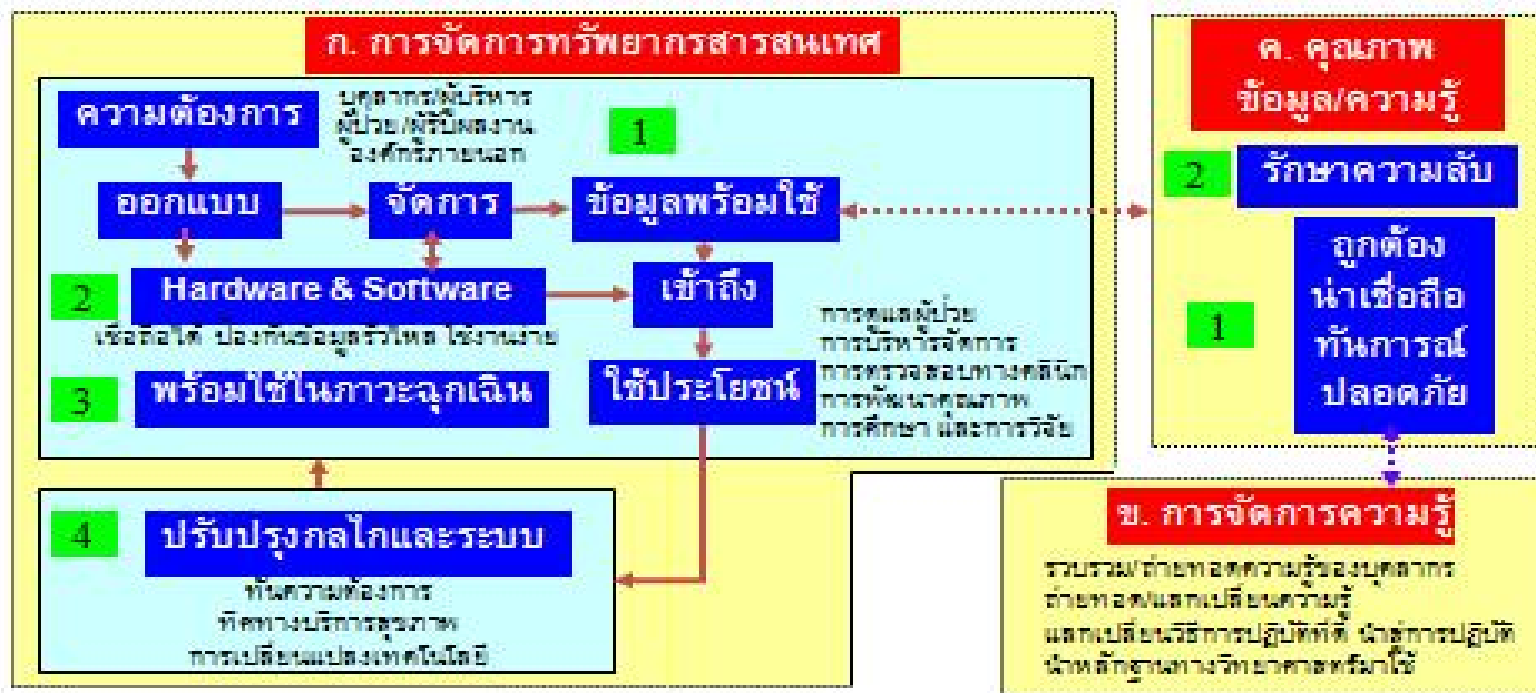 ก. การจัดการทรัพยากรสารสนเทศ
ความต้องการ
บุคลากร/ผู้บริหาร
ผู้ป่วย/ผู้รับผลงาน
องค์กรภายนอก
1
ออกแบบ
จัดการ
ข้อมูลพร้อมใช้
2
Hardware & Software
เข้าถึง
เชื่อถือได้ ป้องกันข้อมูลรั่วไหล ใช้งานง่าย
3
พร้อมใช้ในภาวะฉุกเฉิน
ใช้ประโยชน์
การดูแลผู้ป่วย
การบริหารจัดการ
การตรวจสอบทางคลินิก
การพัฒนาคุณภาพ
การศึกษา และการวิจัย
4
ปรับปรุงกลไกและระบบ
ทันความต้องการ
ทิศทางบริการสุขภาพ
การเปลี่ยนแปลงเทคโนโลยี
ค. คุณภาพ
ข้อมูล/ความรู้
2
รักษาความลับ
1
ถูกต้อง
น่าเชื่อถือ
ทันการณ์
ปลอดภัย
ข. การจัดการความรู้
รวบรวม/ถ่ายทอดความรู้ของบุคลากร
ถ่ายทอด/แลกเปลี่ยนความรู้
แลกเปลี่ยนวิธีการปฏิบัติที่ดี นำสู่การปฏิบัติ
นำหลักฐานทางวิทยาศาสตร์มาใช้